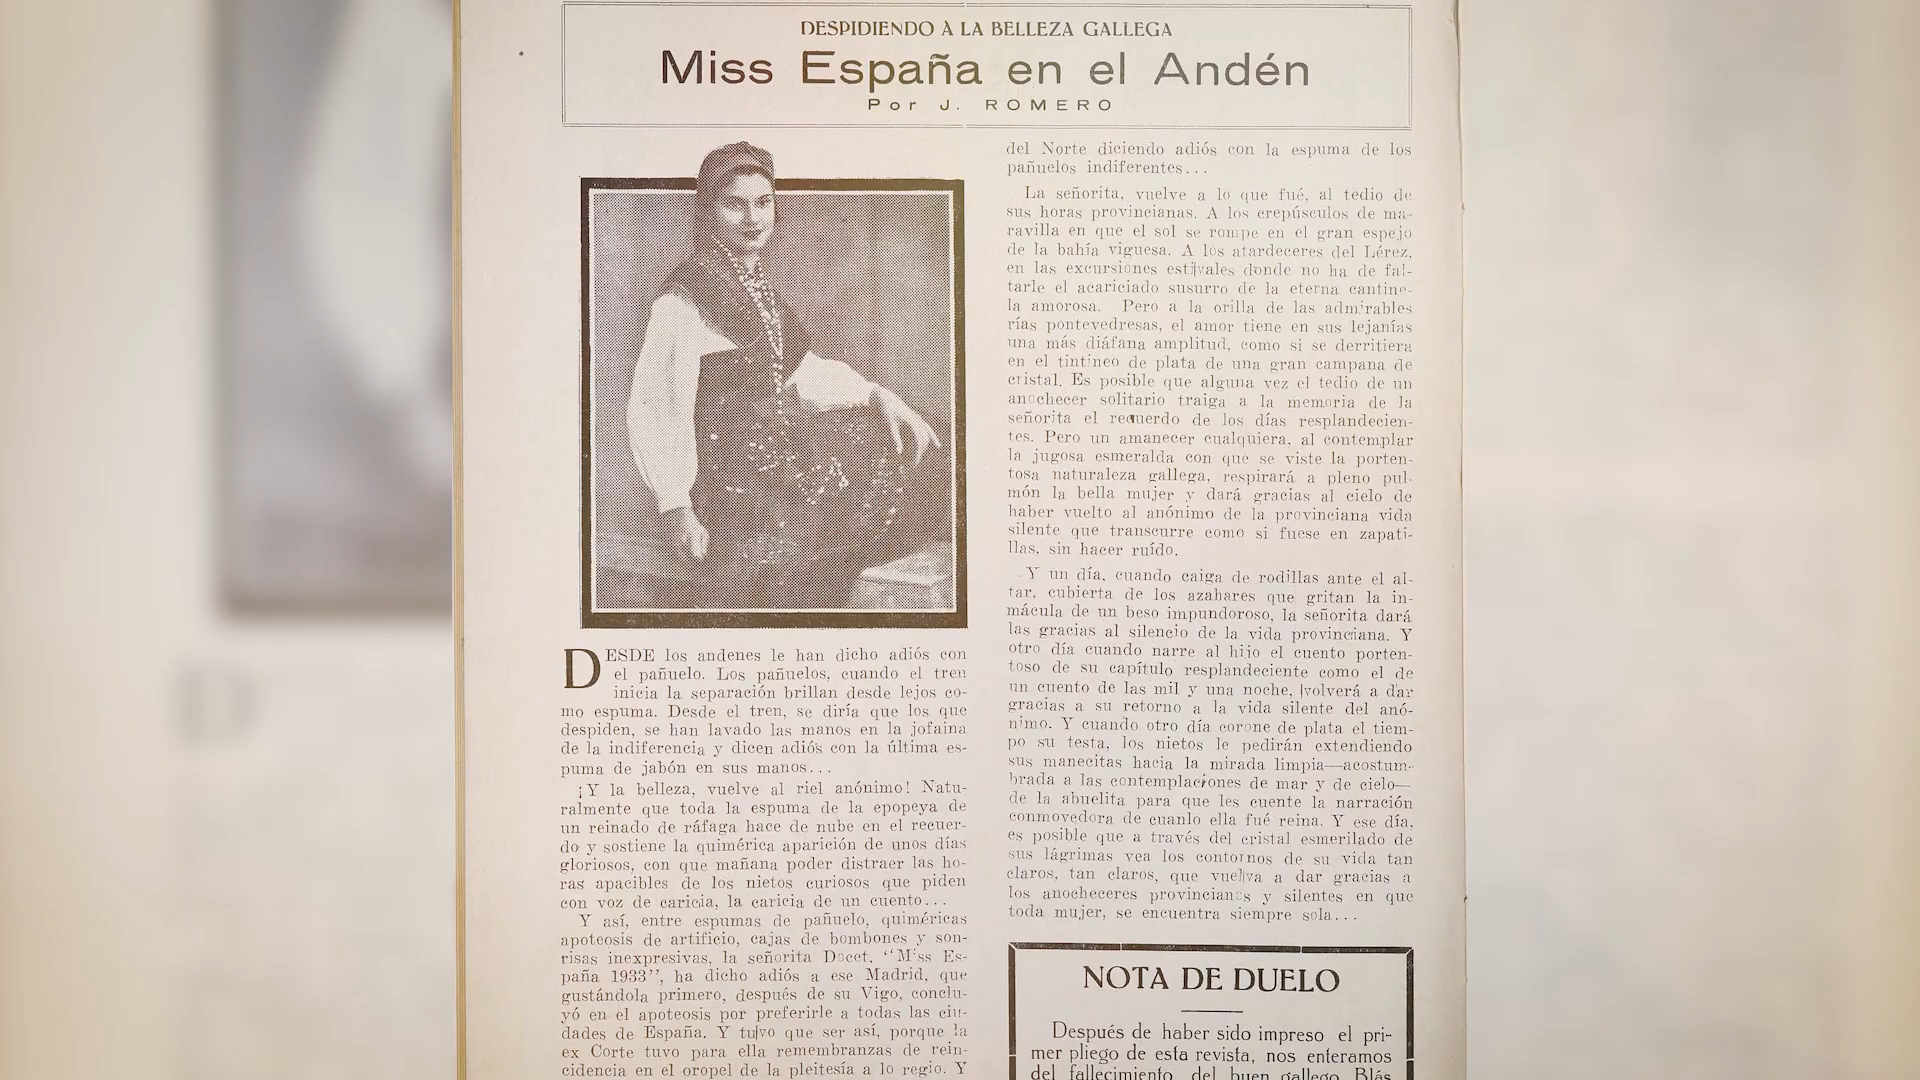 DESPIDIENDO À LA BELLEZA GALLEGA
Miss España en el Andén
Por J. ROMERO
DESDE los andenes le han dicho adiós con
el pañuelo. Los pañuelos, cuando el tren
inicia la separación brillan desde lejos co-
mo espuma. Desde el tren, se diría que los que
despiden, se han lavado las manos en la jofaina
de la indiferencia y dicen adiós con la última es-
puma de jabón en sus manos...
¡Y la belleza, vuelve al riel anónimo! Natu-
ralmente que toda la espuma de la epopeya de
un reinado de ráfaga hace de nube en el recuer-
do y sostiene la quimérica aparición de unos días
gloriosos, con que mañana poder distraer las ho-
ras apacibles de los nietos curiosos que piden
con voz de caricia, la caricia de un cuento...
Y así, entre espumas de pañuelo, quiméricas
apoteosis de artificio, cajas de bombones y son-
risas inexpresivas, la señorita Docet, "Miss Es-
paña 1933", ha dicho adiós a ese Madrid, que
gustándola primero, después de su Vigo, conclu-
yó en el apoteosis por preferirle a todas las ciu-
dades de España. Y tuvo que ser así, porque la
ex Corte tuvo para ella remembranzas de rein-
cidencia en el oropel de la pleitesía a lo regio. Y
del Norte diciendo adiós con la espuma de los
pañuelos indiferentes...
La señorita, vuelve a lo que fué, al tedio de
sus horas provincianas. A los crepúsculos de ma-
ravilla en que el sol se rompe en el gran espejo
de la bahía viguesa. A los atardeceres del Lérez,
en las excursiones estivales donde no ha de fal-
tarle el acariciado susurro de la eterna cantine-
la amorosa. Pero a la orilla de las admirables
rías pontevedresas, el amor tiene en sus lejanías
una más diáfana amplitud, como si se derritiera
en el tintineo de plata de una gran campana de
cristal. Es posible que alguna vez el tedio de un
anochecer solitario traiga a la memoria de la
señorita el recuerdo de los días resplandecien-
tes. Pero un amanecer cualquiera, al contemplar
la jugosa esmeralda con que se viste la porten-
tosa naturaleza gallega, respirará a pleno pul-
món la bella mujer y dará gracias al cielo de
haber vuelto al anónimo de la provinciana vida
silente que transcurre como si fuese en zapati-
llas, sin hacer ruído.
Y un día, cuando caiga de rodillas ante el al-
tar, cubierta de los azahares que gritan la in-
mácula de un beso impundoroso, la señorita dará
las gracias al silencio de la vida provinciana. Y
otro día cuando narre al hijo el cuento porten-
toso de su capítulo resplandeciente como el de
un cuento de las mil y una noche, volverá a dar
gracias a su retorno a la vida silente del anó-
nimo. Y cuando otro día corone de plata el tiem-
po su testa, los nietos le pedirán extendiendo
sus manecitas hacia la mirada limpia—acostum-
brada a las contemplaciones de mar y de cielo—
de la abuelita para que les cuente la narración
conmovedora de cuanlo ella fué reina. Y ese día,
es posible que a través del cristal esmerilado de
sus lágrimas vea los contornos de su vida tan
claros, tan claros, que vuelva a dar gracias a
los anocheceres provincianos y silentes en que
toda mujer, se encuentra siempre sola...
NOTA DE DUELO
Después de haber sido impreso el pri-
mer pliego de esta revista, nos enteramos
del fallecimiento del buen gallego Blás